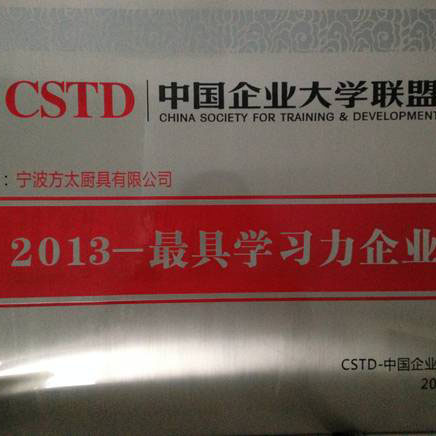 CSTD 中国企业大学联盟
CHINA SOCIETY FOR TRAINING & DEVELOPMENT
：宁波方太厨具有限公司
2013—最具学习力企业
CSTD-中国企业
20